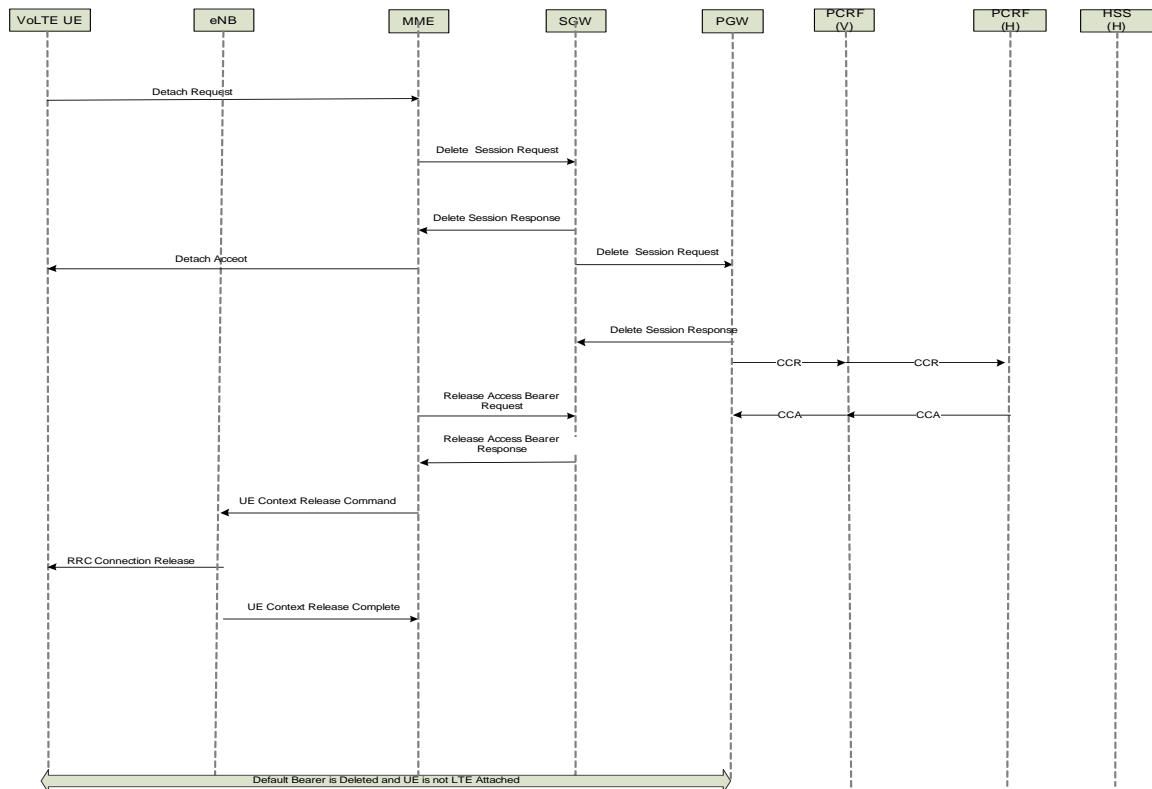 VoLTE UE
eNB
MME
SGW
PGW
PCRF
(V)
PCRF
(H)
HSS
(H)
Detach Request
Delete Session Request
Delete Session Response
Delete Session Request
Detach Acceot
Delete Session Response
CCR
CCR
Release Access Bearer
Request
CCA
CCA
Release Access Bearer
Response
UE Context Release Command
RRC Connection Release
UE Context Release Complete
Default Bearer is Deleted and UE is not LTE Attached